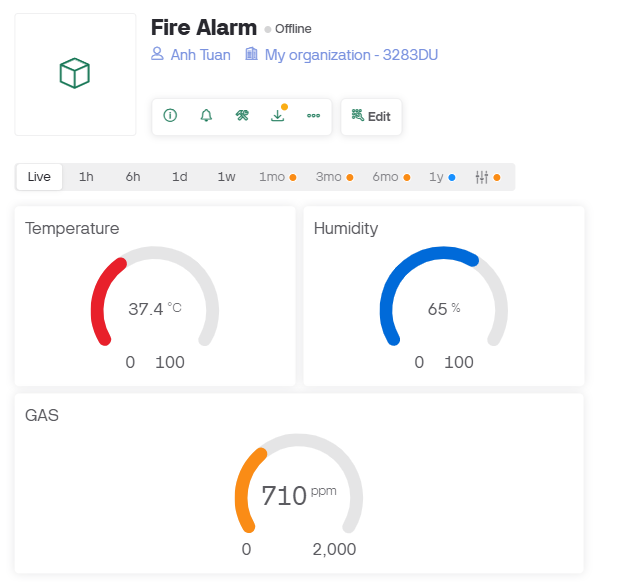 Fire Alarm Offline
Anh Tuan My organization - 3283DU
Edit
Live 1h 6h 1d 1w 1mo 3mo 6mo 1y
Temperature
37.4 °C
0 100
Humidity
65 %
0 100
GAS
710 ppm
0 2,000